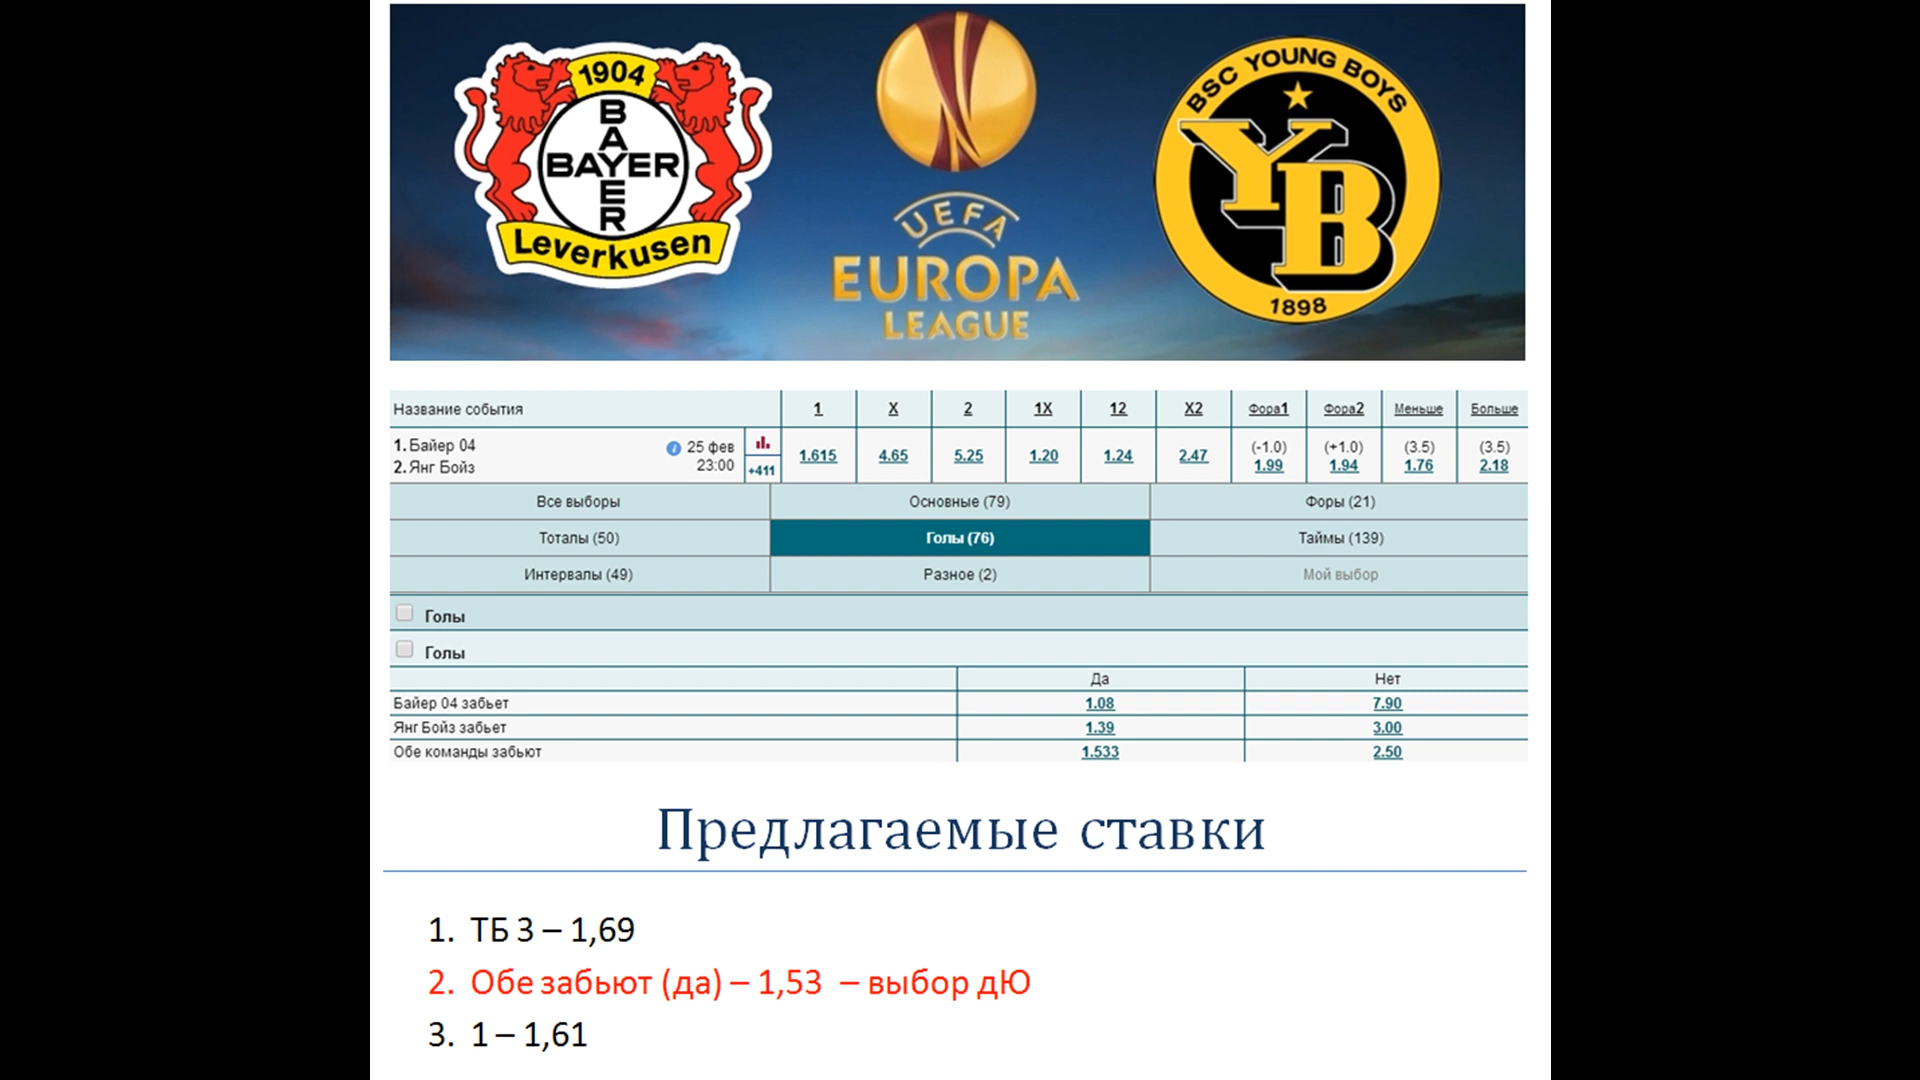 1904
BAYER
BAYER
Leverkusen
UEFA
EUROPA
LEAGUE
BSC YOUNG BOYS
YB
1898
Название события 1 X 2 1X 12 X2 Фора1 Фора2 Меньше Больше
1. Байер 04 25 фев (-1.0) (+1.0) (3.5) (3.5)
2. Янг Бойз 23:00 +411 1.615 4.65 5.25 1.20 1.24 2.47 1.99 1.94 1.76 2.18
Все выборы Основные (79) Форы (21)
Тоталы (50) Голы (76) Таймы (139)
Интервалы (49) Разное (2) Мой выбор
Голы
Голы
Да Нет
Байер 04 забьет 1.08 7.90
Янг Бойз забьет 1.39 3.00
Обе команды забьют 1.533 2.50
Предлагаемые ставки
1. ТБ 3 – 1,69
2. Обе забьют (да) – 1,53 – выбор дЮ
3. 1 – 1,61